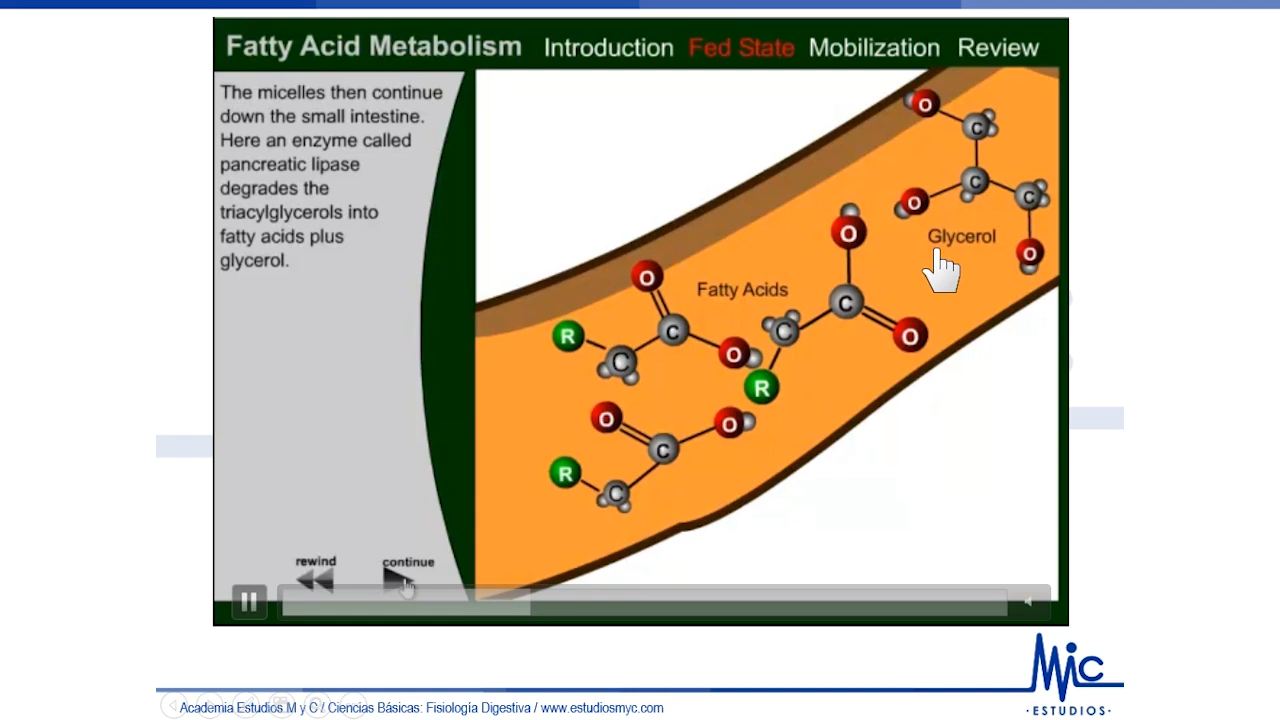 Fatty Acid Metabolism Introduction Fed State Mobilization Review
The micelles then continue
down the small intestine.
Here an enzyme called
pancreatic lipase
degrades the
triacylglycerols into
fatty acids plus
glycerol.
O
C
C
C
O
O
Glycerol
O
Fatty Acids
O
C
R
C
O
C
O
C
R
O
O
C
R
C
rewind continue
MiC
·ESTUDIOS·
Academia Estudios M y C / Ciencias Básicas: Fisiología Digestiva / www.estudiosmyc.com